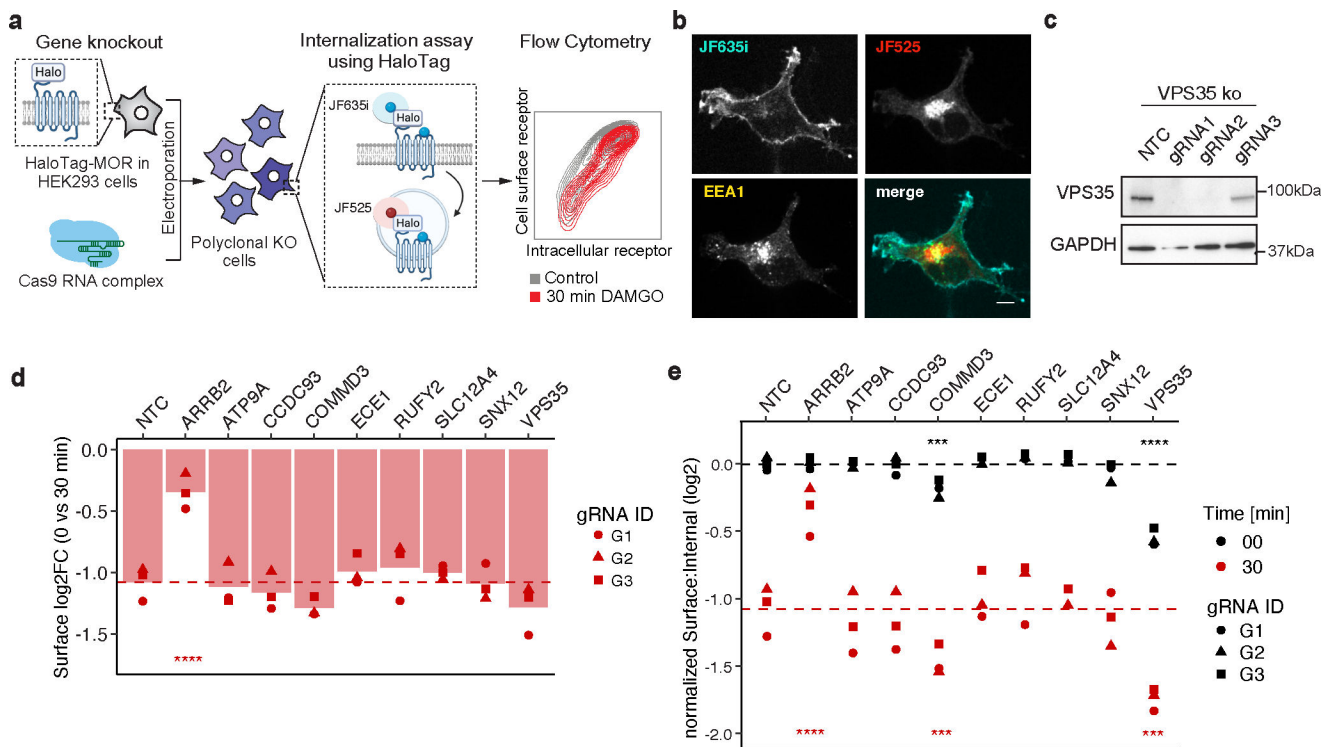 a
Gene knockout
Halo
HaloTag-MOR in
HEK293 cells
Cas9 RNA complex
Electroporation
Polyclonal KO
cells
Internalization assay
using HaloTag
JF635i
Halo
JF525
Halo
Flow Cytometry
Cell surface receptor
Intracellular receptor
Control
30 min DAMGO
b
JF635i
JF525
EEA1
merge
c
VPS35 ko
NTC
gRNA1
gRNA2
gRNA3
VPS35
100kDa
GAPDH
37kDa
d
NTC
ARRB2
ATP9A
CCDC93
COMMD3
ECE1
RUFY2
SLC12A4
SNX12
VPS35
Surface log2FC (0 vs 30 min)
0.0
-0.5
-1.0
-1.5
****
gRNA ID
G1
G2
G3
e
NTC
ARRB2
ATP9A
CCDC93
COMMD3
ECE1
RUFY2
SLC12A4
SNX12
VPS35
normalized Surface:Internal (log2)
0.0
-0.5
-1.0
-1.5
-2.0
***
****
****
***
***
Time [min]
00
30
gRNA ID
G1
G2
G3